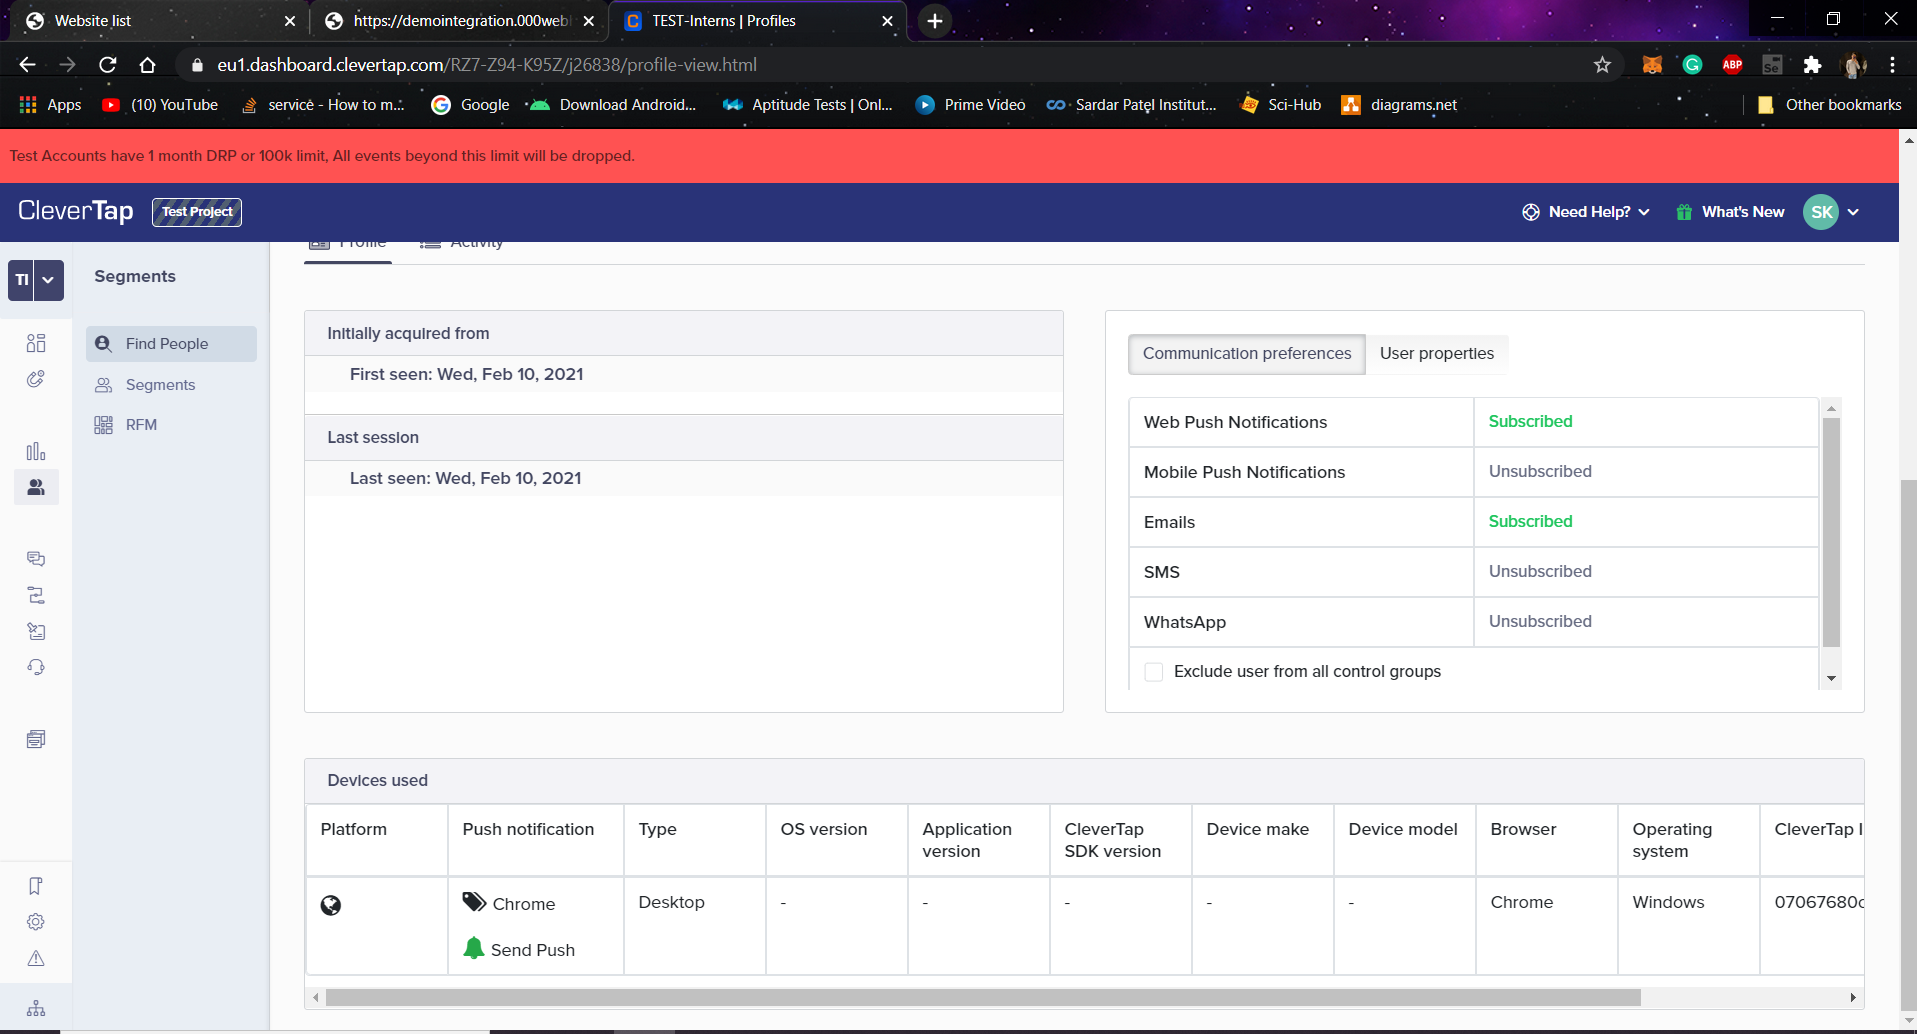 Website list
https://demointegration.000webl
TEST-Interns | Profiles
eu1.dashboard.clevertap.com/RZ7-Z94-K95Z/j26838/profile-view.html
ABP
Se
Apps
(10) YouTube
service - How to m...
Google
Download Android...
Aptitude Tests | Onl...
Prime Video
Sardar Patel Institut...
Sci-Hub
diagrams.net
Other bookmarks
Test Accounts have 1 month DRP or 100k limit, All events beyond this limit will be dropped.
CleverTap
Test Project
Need Help?
What's New
SK
TI
Segments
Find People
Segments
RFM
Profile
Activity
Initially acquired from
First seen: Wed, Feb 10, 2021
Last session
Last seen: Wed, Feb 10, 2021
Communication preferences
User properties
Web Push Notifications
Subscribed
Mobile Push Notifications
Unsubscribed
Emails
Subscribed
SMS
Unsubscribed
WhatsApp
Unsubscribed
Exclude user from all control groups
Devices used
Platform
Push notification
Type
OS version
Application
version
CleverTap
SDK version
Device make
Device model
Browser
Operating
system
CleverTap I
Chrome
Send Push
Desktop
-
-
-
-
-
Chrome
Windows
07067680c